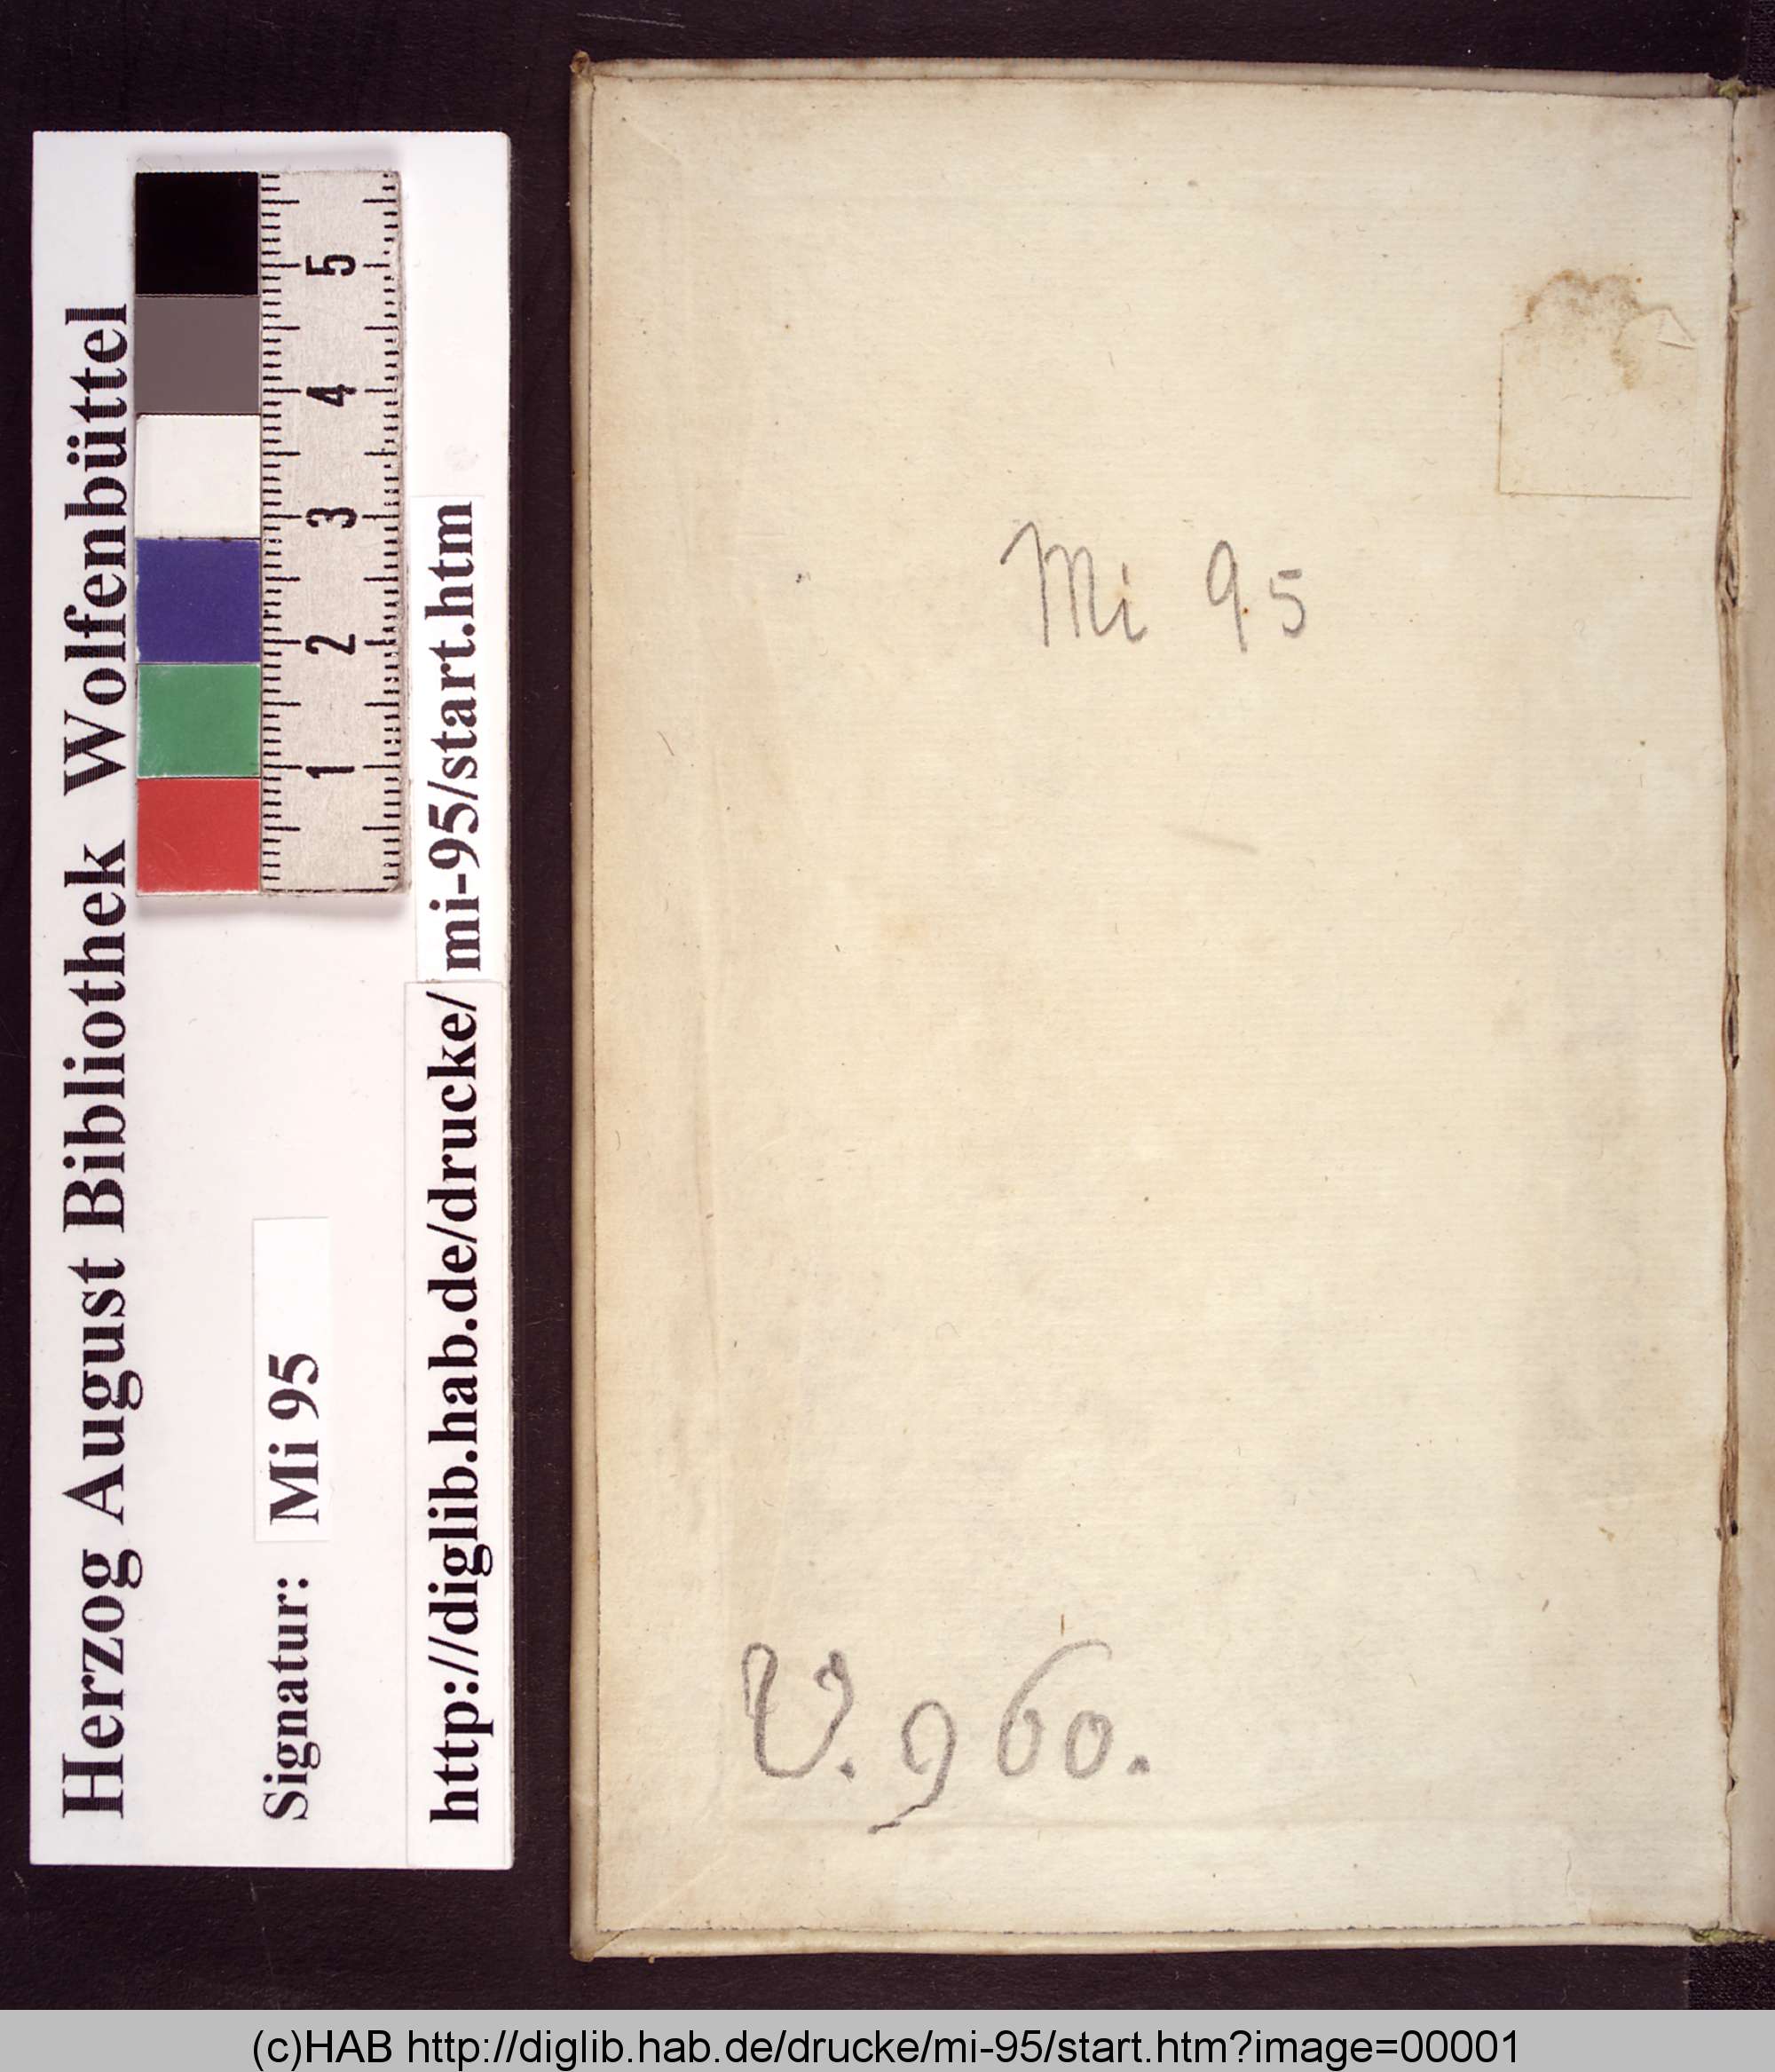 Herzog August Bibliothek Wolfenbüttel
Signatur: Mi 95
http://diglib.hab.de/drucke/mi-95/start.htm
5
4
3
2
1
Mi 95
V. 960.
(c)HAB http://diglib.hab.de/drucke/mi-95/start.htm?image=00001